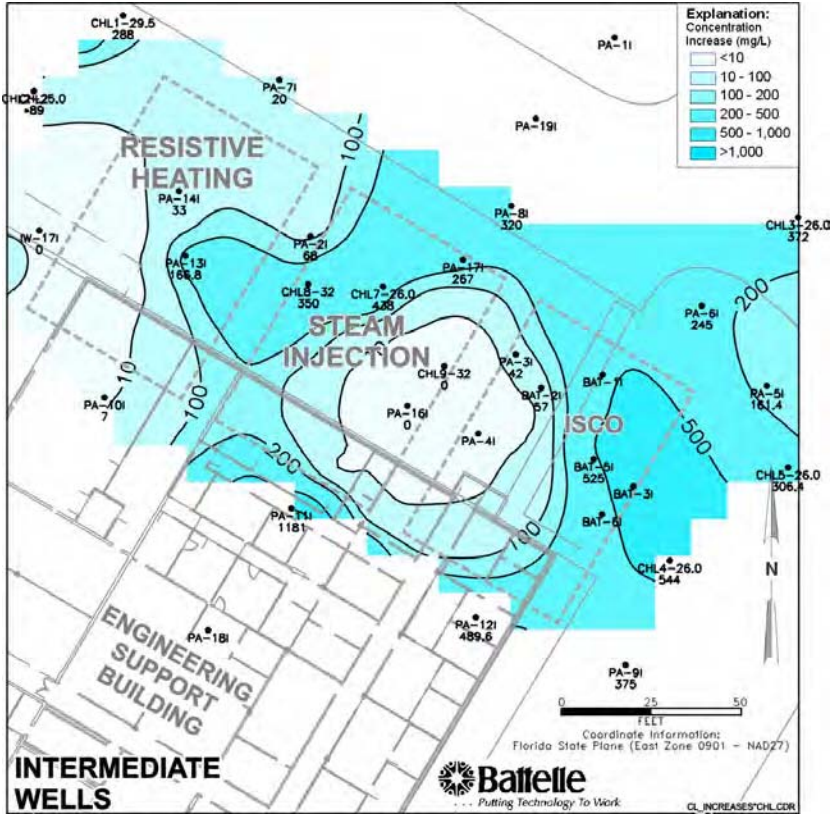 Explanation:
Concentration
Increase (mg/L)
<10
10 - 100
100 - 200
200 - 500
500 - 1,000
>1,000
CHL1-29.5
288
PA-1I
PA-7I
20
-89
PA-19I
RESISTIVE
HEATING
100
PA-14I
33
PA-8I
320
CHL3-26.0
372
IW-17I
0
PA-2I
68
PA-13I
166.8
PA-17I
267
CHL8-32
350
CHL7-26.0
438
200
PA-6I
245
STEAM
INJECTION
PA-3I
42
CHL9-32
0
BAT-1I
BAT-2I
57
PA-5I
161.4
10
PA-10I
7
100
PA-16I
0
ISCO
500
PA-4I
200
BAT-5I
525
CHL5-26.0
306.4
BAT-3I
PA-11I
1181
BAT-6I
100
CHL4-26.0
544
N
PA-12I
489.6
PA-18I
ENGINEERING
SUPPORT
BUILDING
PA-9I
375
0 25 50
FEET
Coordinate Information:
Florida State Plane (East Zone 0901 - NAD27)
INTERMEDIATE
WELLS
Battelle
... Putting Technology To Work
CL_INCREASES*CHL.CDR